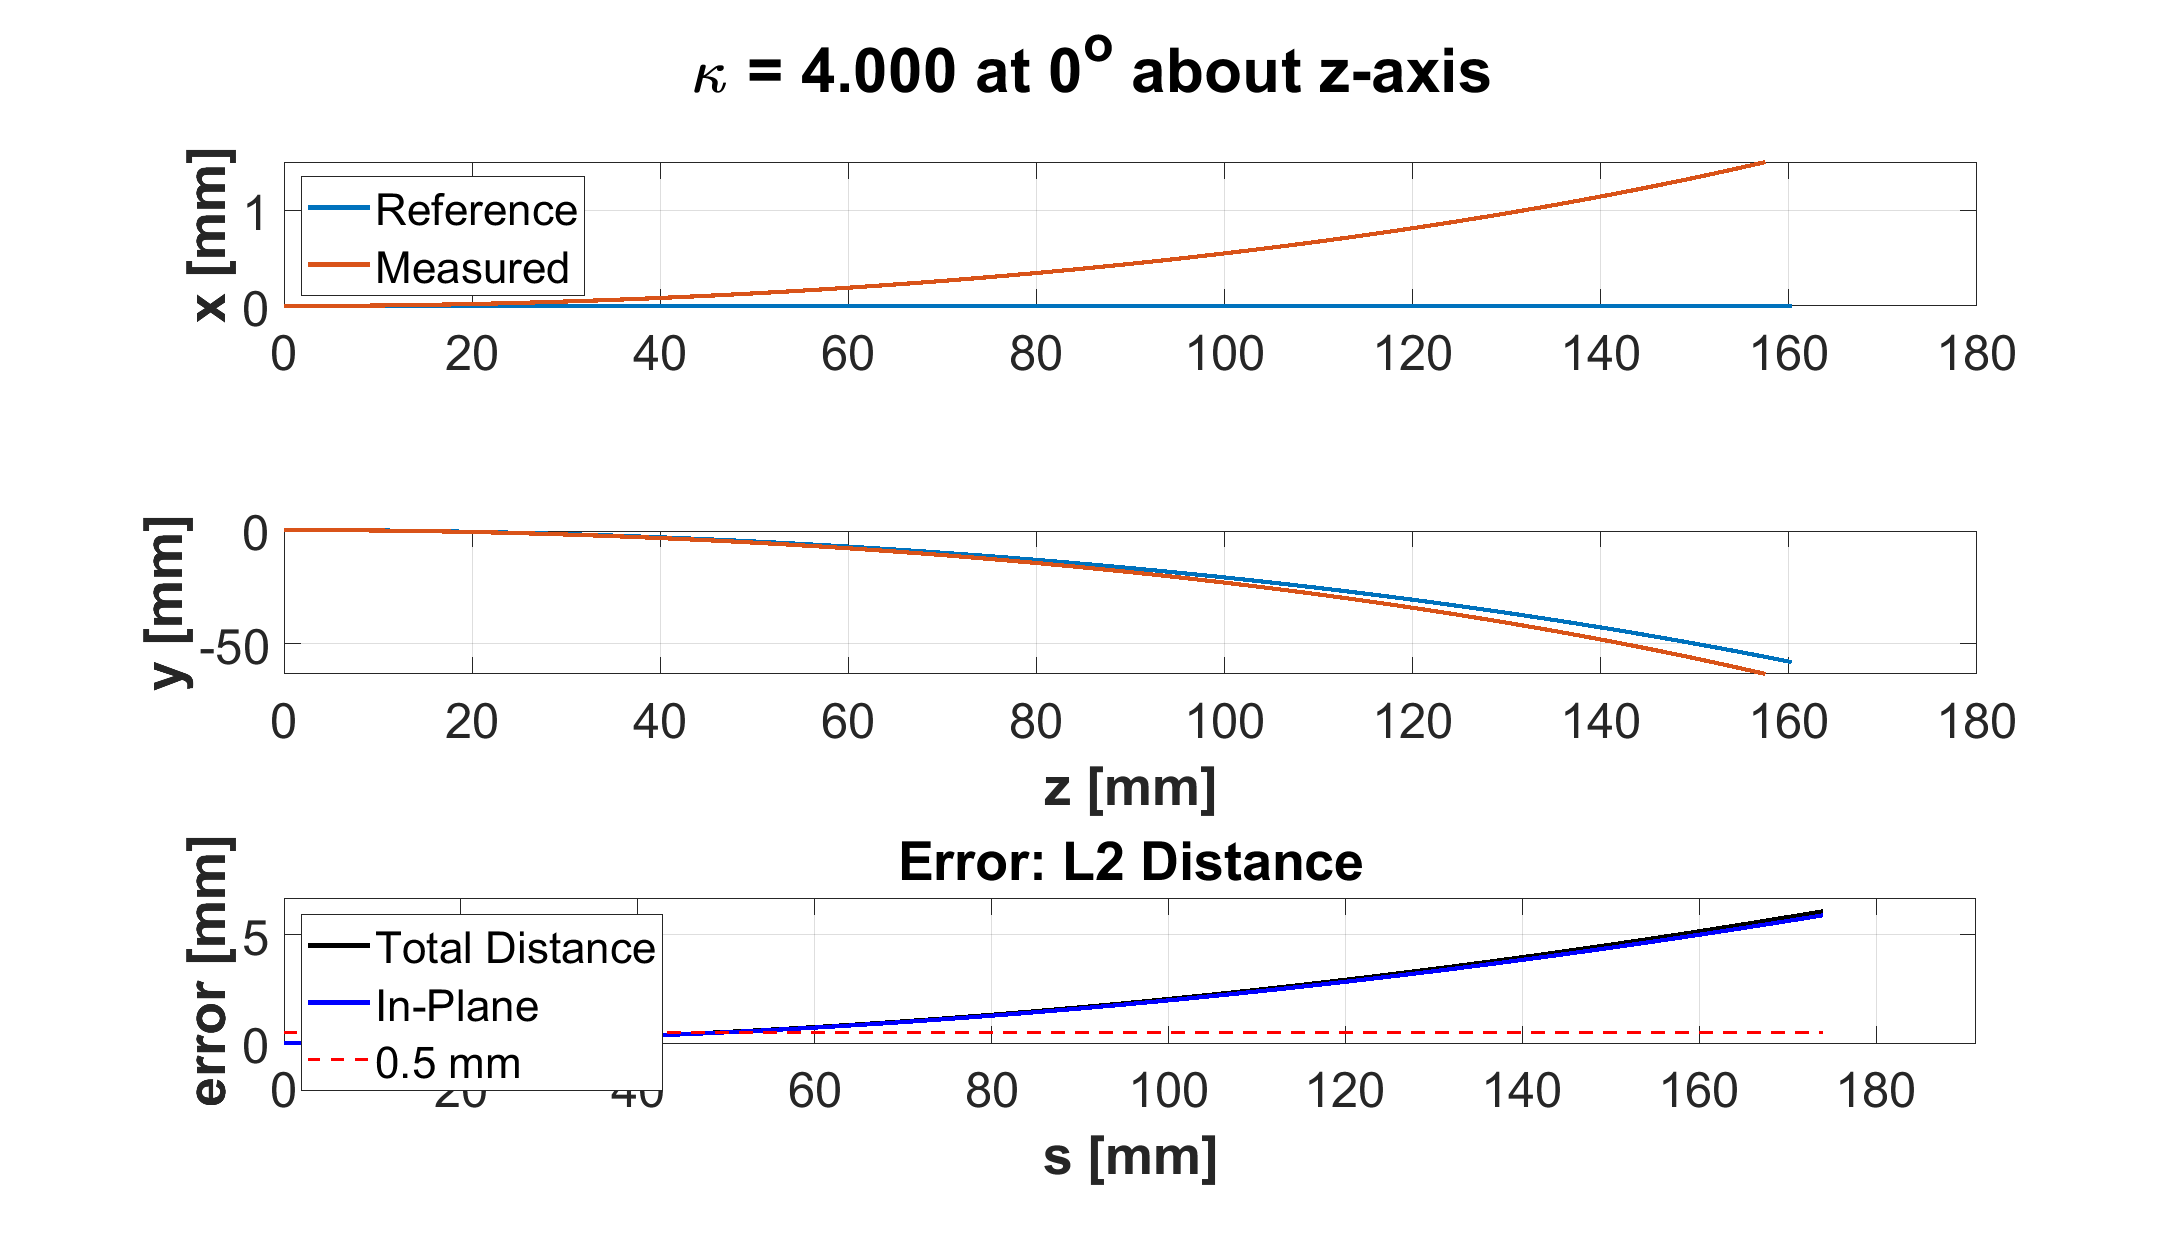 κ = 4.000 at 0° about z-axis
x [mm]
1
0
Reference
Measured
0 20 40 60 80 100 120 140 160 180
y [mm]
0
-50
0 20 40 60 80 100 120 140 160 180
z [mm]
Error: L2 Distance
error [mm]
5
0
Total Distance
In-Plane
0.5 mm
0 20 40 60 80 100 120 140 160 180
s [mm]